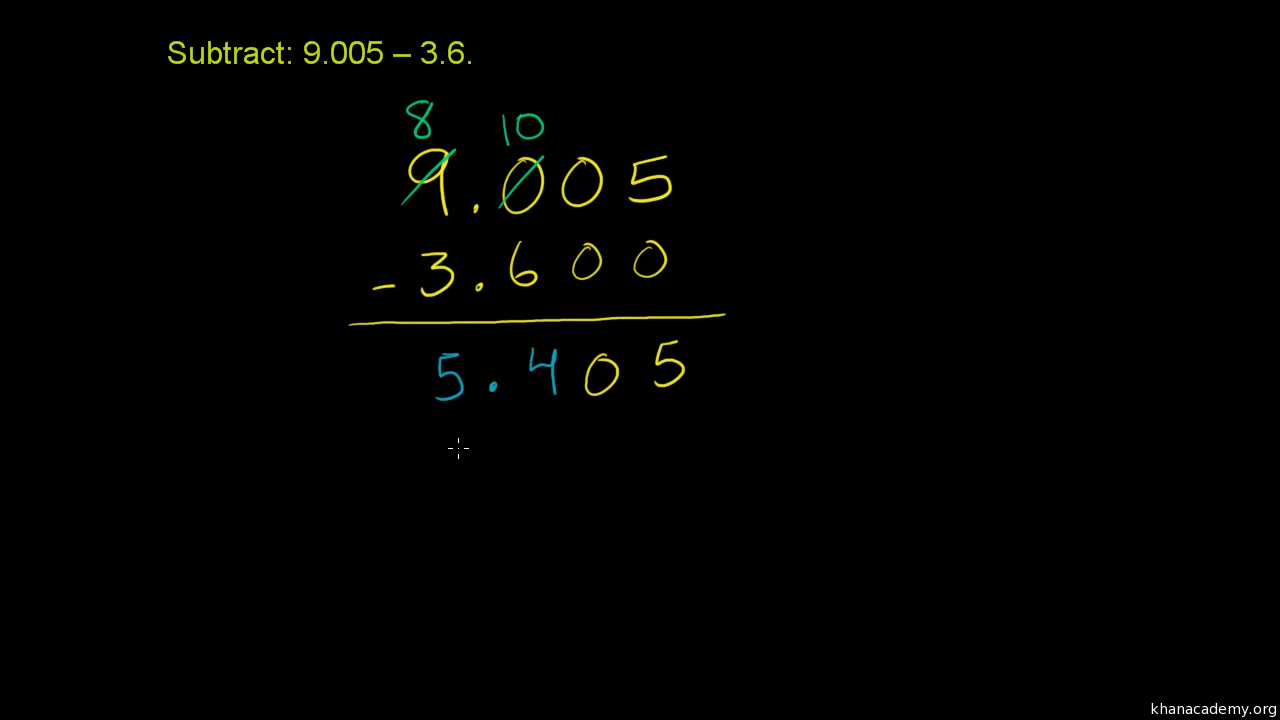 Subtract: 9.005 – 3.6.
8 10
9.005
- 3.600
5.405
khanacademy.org